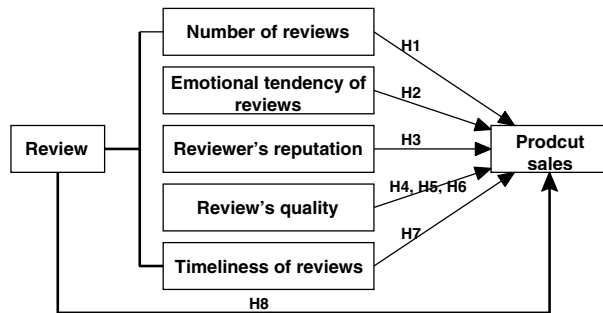 Number of reviews
H1
Emotional tendency of
reviews
H2
Review
Reviewer's reputation
H3
Prodcut
sales
Review's quality
H4, H5, H6
Timeliness of reviews
H7
H8